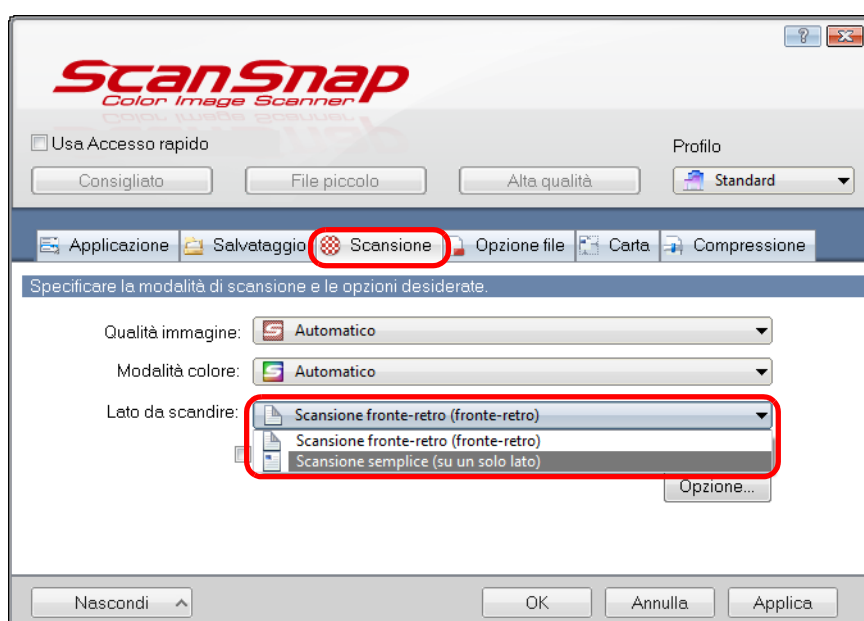 ScanSnap
Color Image Scanner
Usa Accesso rapido
Profilo
Consigliato File piccolo Alta qualità Standard
Applicazione Salvataggio Scansione Opzione file Carta Compressione
Specificare la modalità di scansione e le opzioni desiderate.
Qualità immagine: Automatico
Modalità colore: Automatico
Lato da scandire: Scansione fronte-retro (fronte-retro)
Scansione fronte-retro (fronte-retro)
Scansione semplice (su un solo lato)
Opzione...
Nascondi OK Annulla Applica